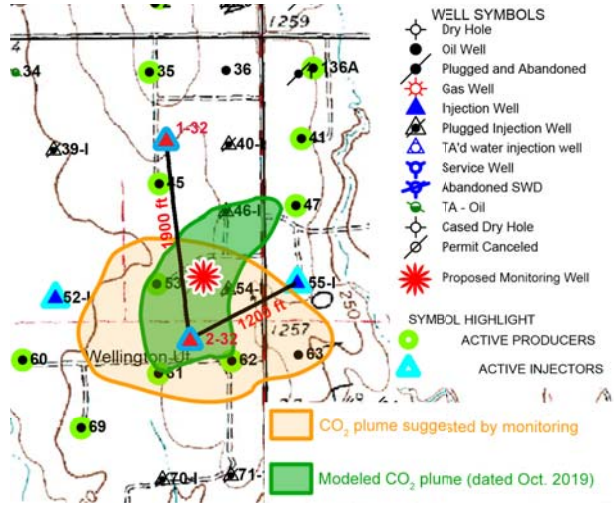 1259
34
35
36
136A
1-32
39-I
40-I
41
45
1900 ft
46-I
47
53
54-I
55-I
52-I
1200 ft
250
2-32
1257
60
Wellington Ut
51
62
63
69
70-I
71-
WELL SYMBOLS
Dry Hole
Oil Well
Plugged and Abandoned
Gas Well
Injection Well
Plugged Injection Well
TA'd water injection well
Service Well
Abandoned SWD
TA - Oil
Cased Dry Hole
Permit Canceled
Proposed Monitoring Well
SYMBOL HIGHLIGHT
ACTIVE PRODUCERS
ACTIVE INJECTORS
CO₂ plume suggested by monitoring
Modeled CO₂ plume (dated Oct. 2019)